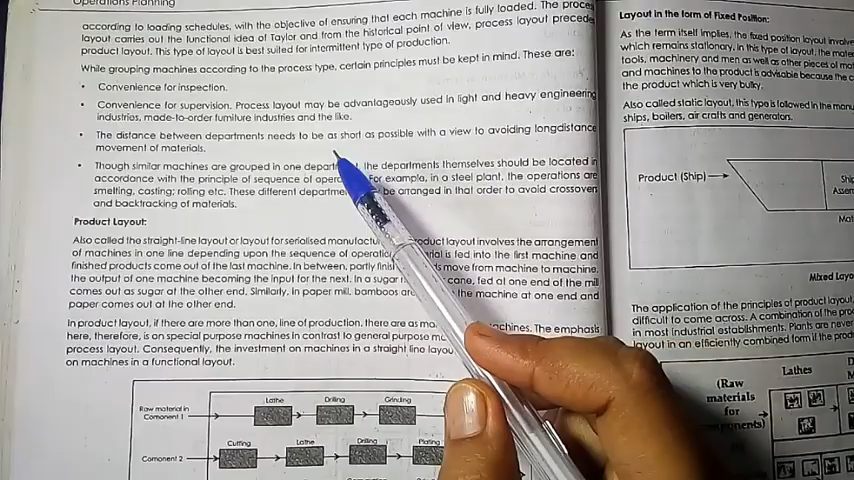 Operations Planning
according to loading schedules, with the objective of ensuring that each machine is fully loaded. The process
layout carries out the functional idea of Taylor and from the historical point of view, process layout precedes
product layout. This type of layout is best suited for intermittent type of production.
While grouping machines according to the process type, certain principles must be kept in mind. These are:
• Convenience for inspection.
• Convenience for supervision. Process layout may be advantageously used in light and heavy engineering
industries, made-to-order furniture industries and the like.
• The distance between departments needs to be as short as possible with a view to avoiding longdistance
movement of materials.
• Though similar machines are grouped in one the departments themselves should be located in
accordance with the principle of sequence of For example, in a steel plant, the operations are
smelting, casting; rolling etc. These different be arranged in that order to avoid crossovers
and backtracking of materials.
Product Layout:
Also called the straight-line layout or layout for serialised product layout involves the arrangement
of machines in one line depending upon the sequence of is fed into the first machine and
finished products come out of the last machine. In between, partly move from machine to machine,
the output of one machine becoming the input for the next. In a sugar cane, fed at one end of the mill
comes out as sugar at the other end. Similarly, in paper mill, bamboos are the machine at one end and
paper comes out at the other end.
In product layout, if there are more than one, line of production, there are as The emphasis
here, therefore, is on special purpose machines in contrast to general purpose
process layout. Consequently, the investment on machines in a straight line
on machines in a functional layout.
Raw material in
Component 1
Lathe
Drilling
Grinding
Component 2
Cutting
Lathe
Drilling
Plating
Layout in the form of Fixed Position:
As the term itself implies, the fixed position layout
which remains stationary, in this type of layout, the
tools, machinery and men as well as other pieces of
and machines to the product is advisable because the
the product which is very bulky.
Also called static layout, this type is followed in the
ships, boilers, air crafts and generators.
Product (Ship)
Mixed
The application of the principles of product layout,
difficult to come across. A combination of the
in most industrial establishments. Plants are never
layout in an efficiently combined form if the
(Raw
materials
for
Lathes